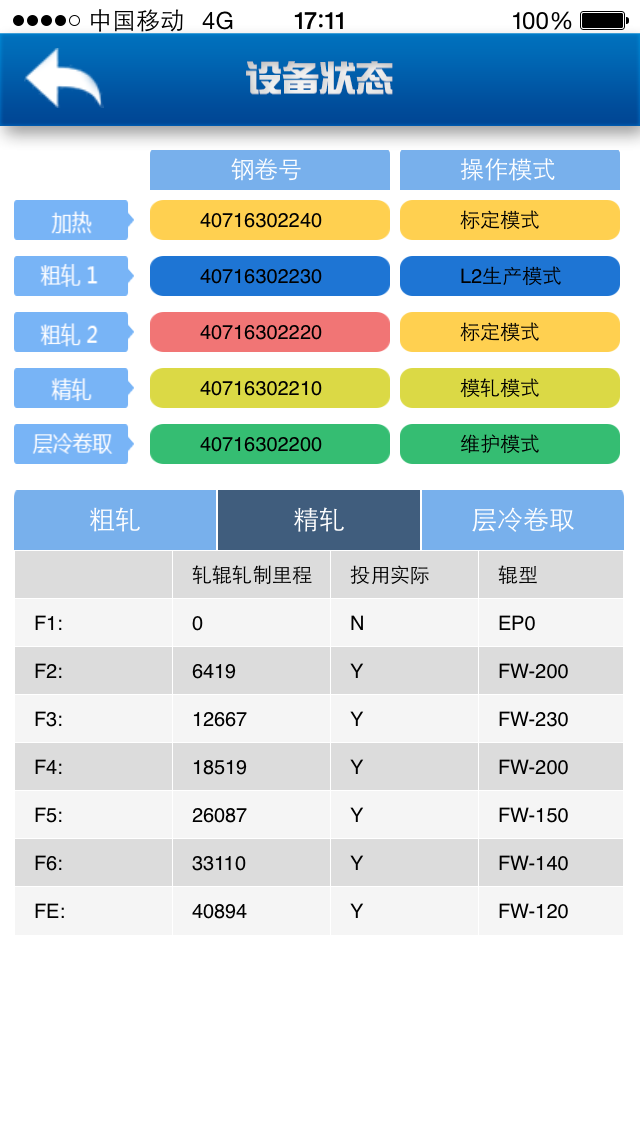 中国移动 4G 17:11 100%
设备状态
钢卷号 操作模式
加热 40716302240 标定模式
粗轧 1 40716302230 L2生产模式
粗轧 2 40716302220 标定模式
精轧 40716302210 模轧模式
层冷卷取 40716302200 维护模式
粗轧 精轧 层冷卷取
轧辊轧制里程 投用实际 辊型
F1: 0 N EP0
F2: 6419 Y FW-200
F3: 12667 Y FW-230
F4: 18519 Y FW-200
F5: 26087 Y FW-150
F6: 33110 Y FW-140
FE: 40894 Y FW-120